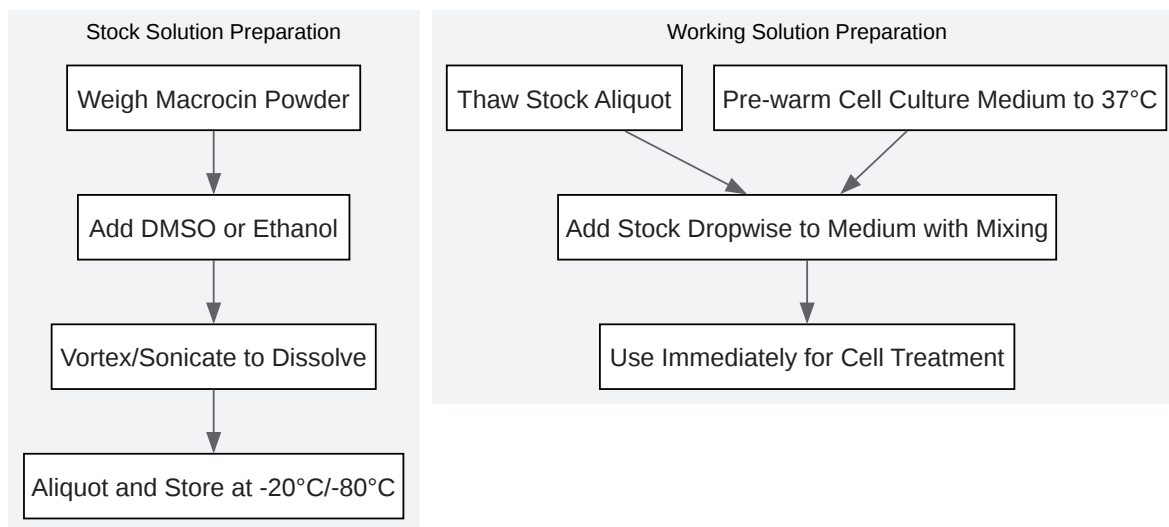 Stock Solution Preparation
Weigh Macrocin Powder
Add DMSO or Ethanol
Vortex/Sonicate to Dissolve
Aliquot and Store at -20°C/-80°C
Working Solution Preparation
Thaw Stock Aliquot
Pre-warm Cell Culture Medium to 37°C
Add Stock Dropwise to Medium with Mixing
Use Immediately for Cell Treatment